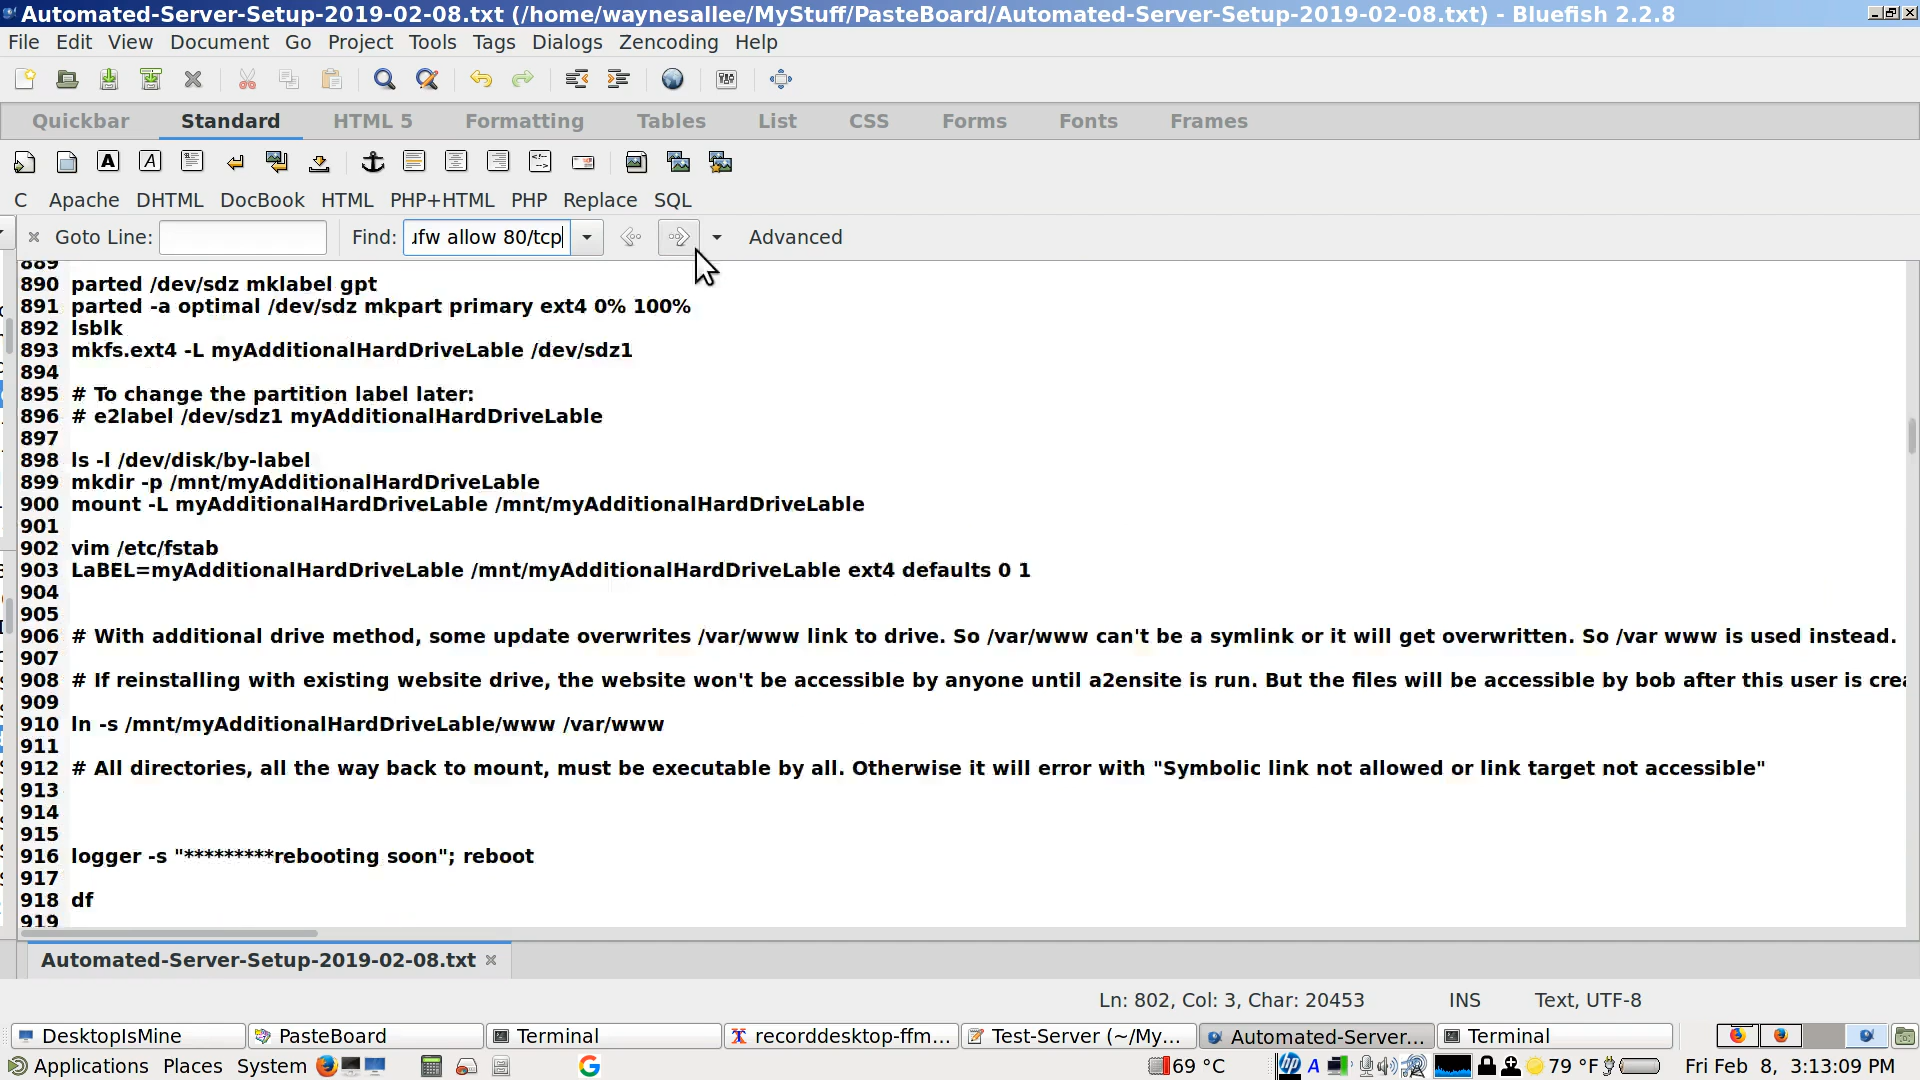 Automated-Server-Setup-2019-02-08.txt (/home/waynesallee/MyStuff/PasteBoard/Automated-Server-Setup-2019-02-08.txt) - Bluefish 2.2.8
File Edit View Document Go Project Tools Tags Dialogs Zencoding Help
Quickbar Standard HTML 5 Formatting Tables List CSS Forms Fonts Frames
C Apache DHTML DocBook HTML PHP+HTML PHP Replace SQL
Goto Line: Find: ufw allow 80/tcp Advanced
889
890 parted /dev/sdz mklabel gpt
891 parted -a optimal /dev/sdz mkpart primary ext4 0% 100%
892 lsblk
893 mkfs.ext4 -L myAdditionalHardDriveLable /dev/sdz1
894
895 # To change the partition label later:
896 # e2label /dev/sdz1 myAdditionalHardDriveLable
897
898 ls -l /dev/disk/by-label
899 mkdir -p /mnt/myAdditionalHardDriveLable
900 mount -L myAdditionalHardDriveLable /mnt/myAdditionalHardDriveLable
901
902 vim /etc/fstab
903 LaBEL=myAdditionalHardDriveLable /mnt/myAdditionalHardDriveLable ext4 defaults 0 1
904
905
906 # With additional drive method, some update overwrites /var/www link to drive. So /var/www can't be a symlink or it will get overwritten. So /var www is used instead.
907
908 # If reinstalling with existing website drive, the website won't be accessible by anyone until a2ensite is run. But the files will be accessible by bob after this user is crea
909
910 ln -s /mnt/myAdditionalHardDriveLable/www /var/www
911
912 # All directories, all the way back to mount, must be executable by all. Otherwise it will error with "Symbolic link not allowed or link target not accessible"
913
914
915
916 logger -s "*********rebooting soon"; reboot
917
918 df
919
Automated-Server-Setup-2019-02-08.txt
Ln: 802, Col: 3, Char: 20453 INS Text, UTF-8
DesktopIsMine PasteBoard Terminal recorddesktop-ffm... Test-Server (~/My... Automated-Server... Terminal
Applications Places System 69 °C 79 °F Fri Feb 8, 3:13:09 PM